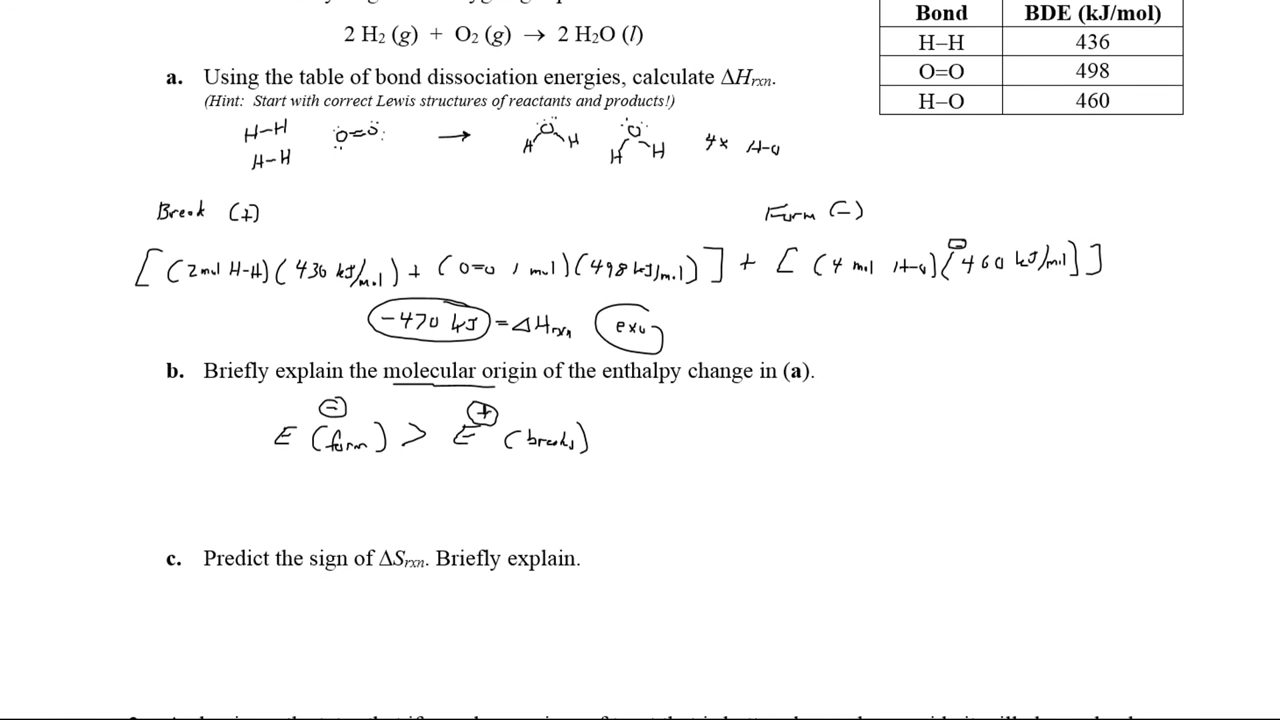 2 H₂ (g) + O₂ (g) → 2 H₂O (l)
Bond BDE (kJ/mol)
H–H 436
O=O 498
H–O 460
a. Using the table of bond dissociation energies, calculate ΔHrxn.
(Hint: Start with correct Lewis structures of reactants and products!)
H–H O=O → O H H O H H 4x H-O
H–H
Break (+) Form (–)
[(2 mol H-H)(436 kJ/mol) + (O=O 1 mol)(498 kJ/mol)] + [(4 mol H-O)(–460 kJ/mol)]
–470 kJ = ΔHrxn exo
b. Briefly explain the molecular origin of the enthalpy change in (a).
– +
E (form) > E (breaks)
c. Predict the sign of ΔSrxn. Briefly explain.